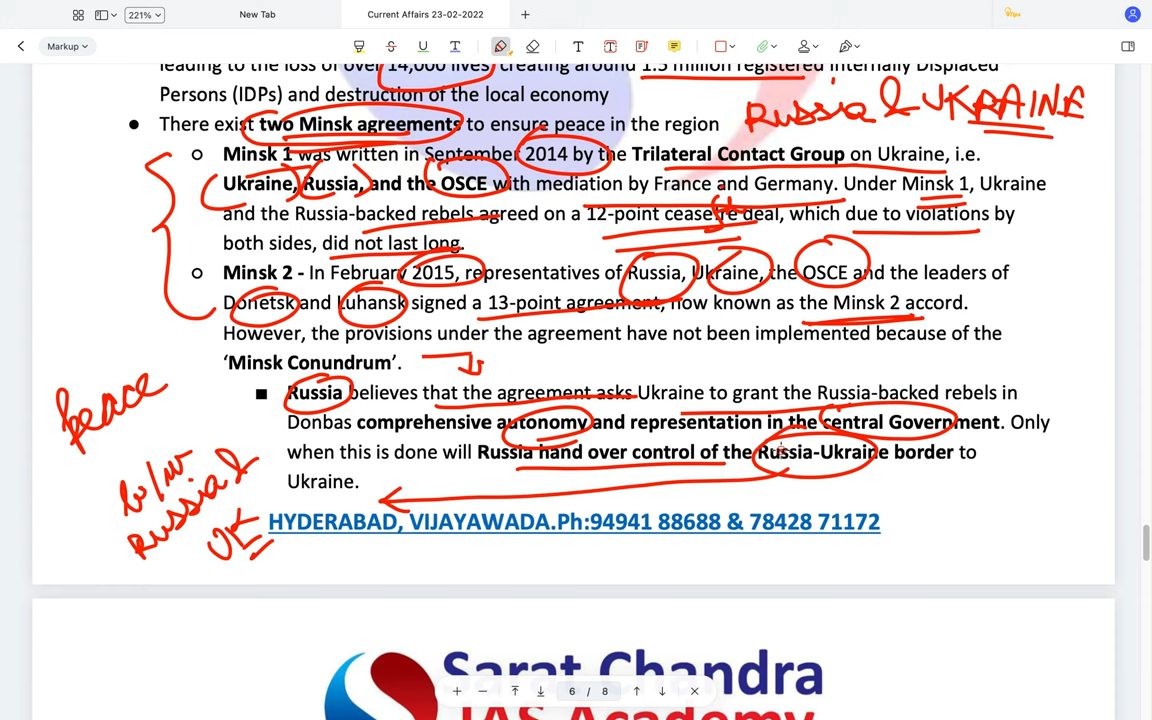 221%
New Tab
Current Affairs 23-02-2022
Markup
leading to the loss of over 14,000 lives, creating around 1.5 million registered Internally Displaced
Persons (IDPs) and destruction of the local economy
Russia & UKRAINE
● There exist two Minsk agreements to ensure peace in the region
Minsk 1 was written in September 2014 by the Trilateral Contact Group on Ukraine, i.e.
Ukraine, Russia, and the OSCE with mediation by France and Germany. Under Minsk 1, Ukraine
and the Russia-backed rebels agreed on a 12-point ceasefire deal, which due to violations by
both sides, did not last long.
Minsk 2 - In February 2015, representatives of Russia, Ukraine, the OSCE and the leaders of
Donetsk and Luhansk signed a 13-point agreement, now known as the Minsk 2 accord.
However, the provisions under the agreement have not been implemented because of the
‘Minsk Conundrum’.
■ Russia believes that the agreement asks Ukraine to grant the Russia-backed rebels in
Donbas comprehensive autonomy and representation in the central Government. Only
when this is done will Russia hand over control of the Russia-Ukraine border to
Ukraine.
Peace
b/w
Russia &
UK
HYDERABAD, VIJAYAWADA.Ph:94941 88688 & 78428 71172
Sarat Chandra
IAS Academy
6 / 8